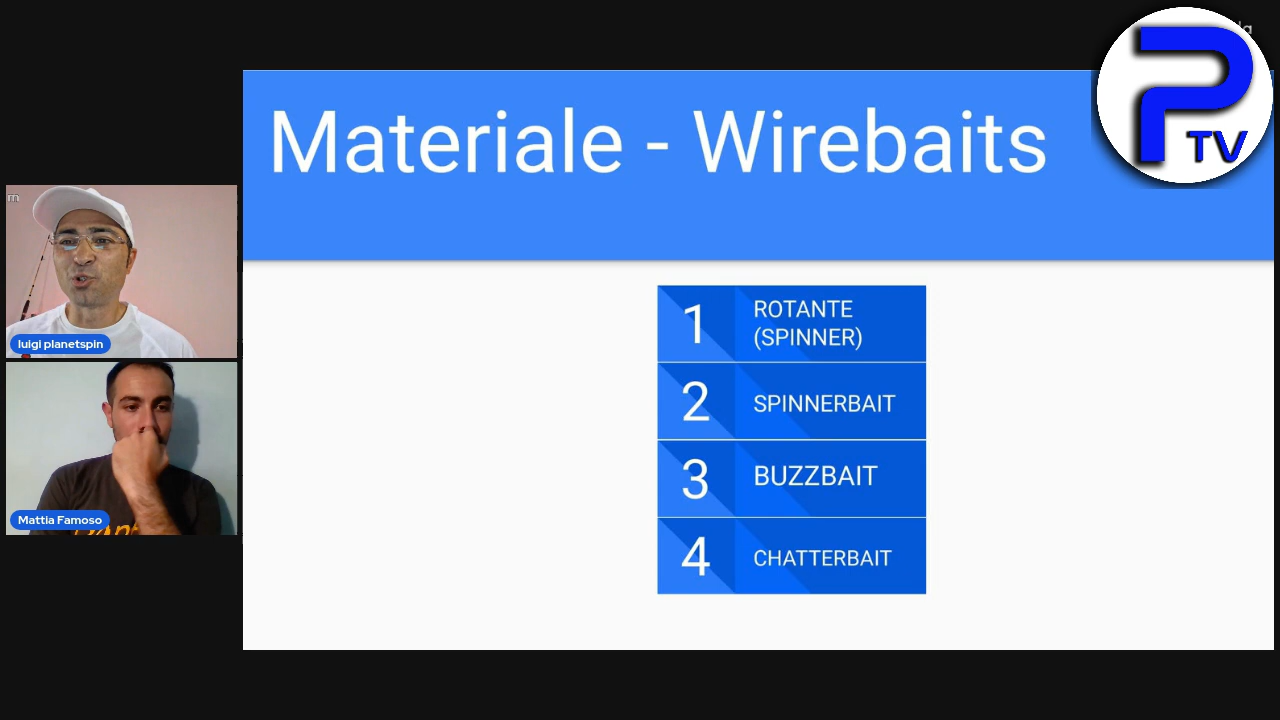 Materiale - Wirebaits
P
TV
luigi planetspin
Mattia Famoso
1
ROTANTE
(SPINNER)
2
SPINNERBAIT
3
BUZZBAIT
4
CHATTERBAIT